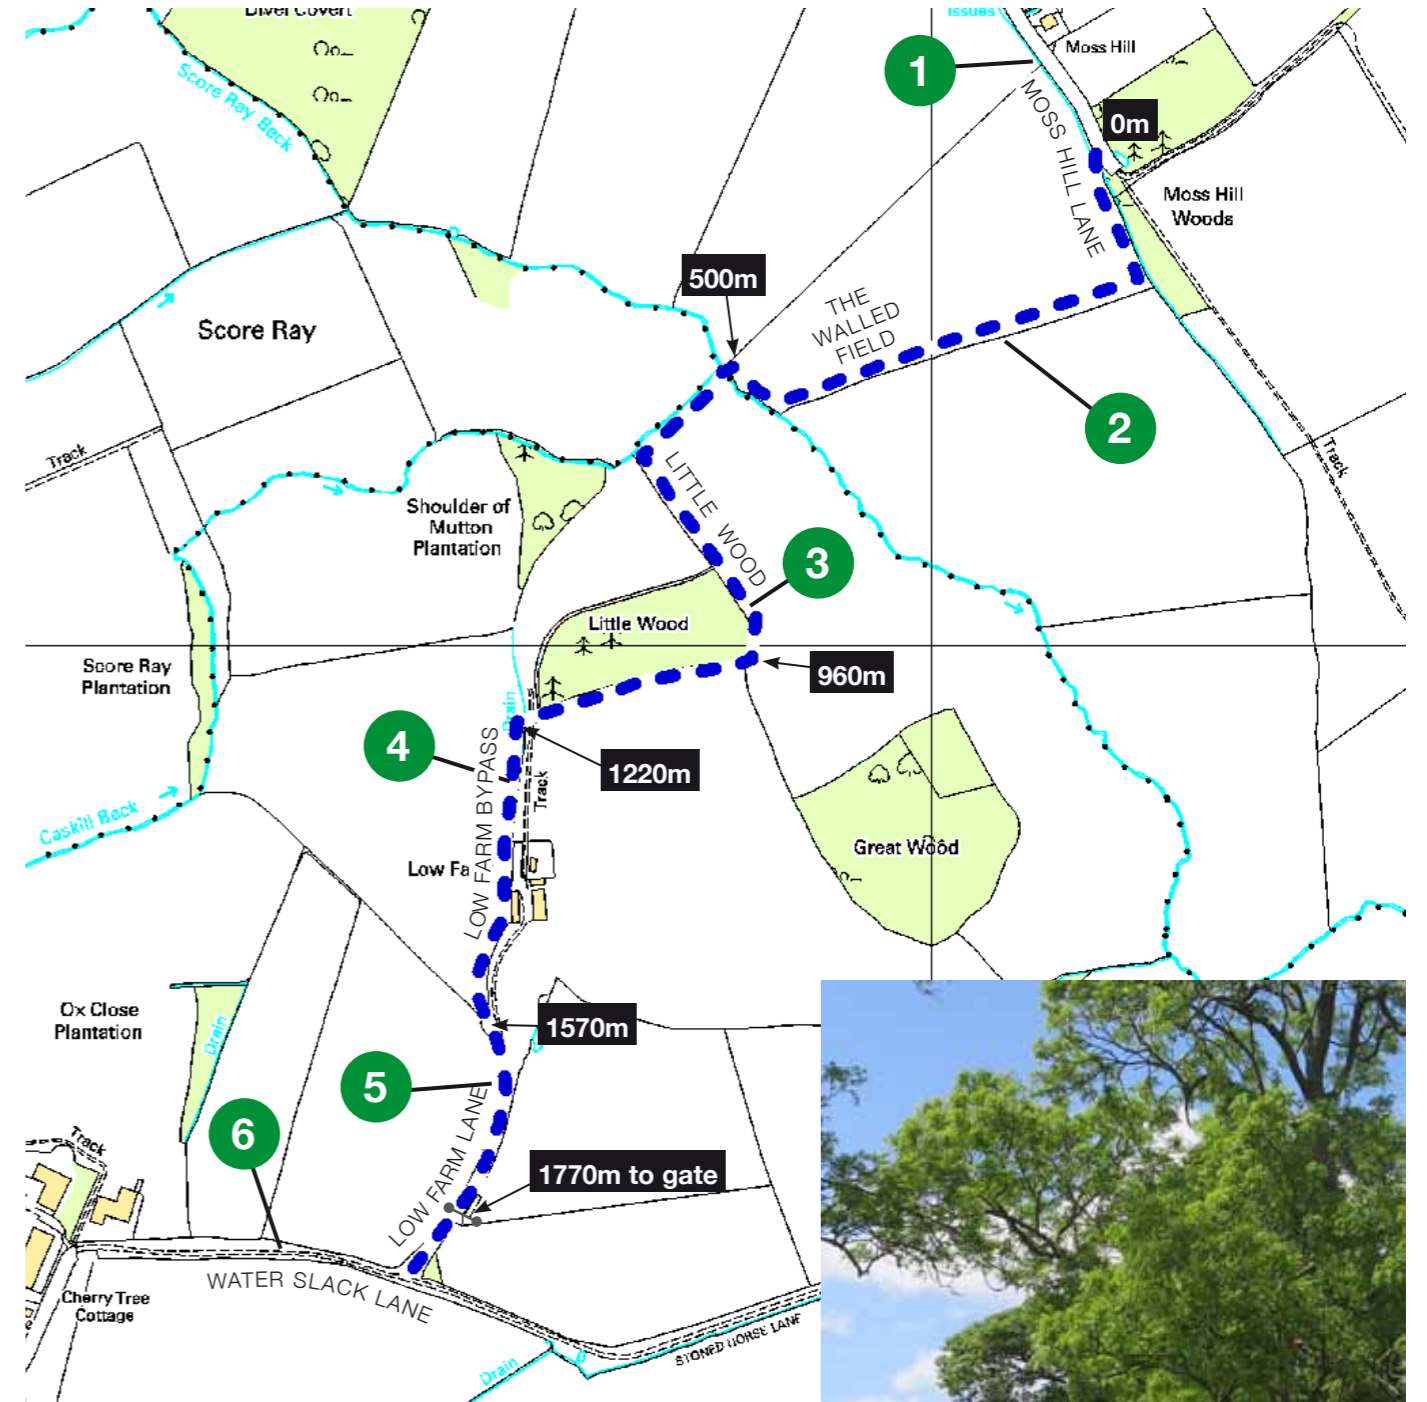 Divel Covert
Issues
Moss Hill
1
Score Ray Beck
MOSS HILL LANE
0m
Moss Hill
Woods
500m
THE
WALLED
FIELD
Score Ray
2
Track
Track
LITTLE WOOD
Shoulder of
Mutton
Plantation
3
Little Wood
Score Ray
Plantation
960m
Drain
4
1220m
LOW FARM BYPASS
Track
Caskill Beck
Great Wood
Low Fa
Ox Close
Plantation
1570m
Drain
5
LOW FARM LANE
6
Track
1770m to gate
WATER SLACK LANE
Cherry Tree
Cottage
STONED HORSE LANE
Drain